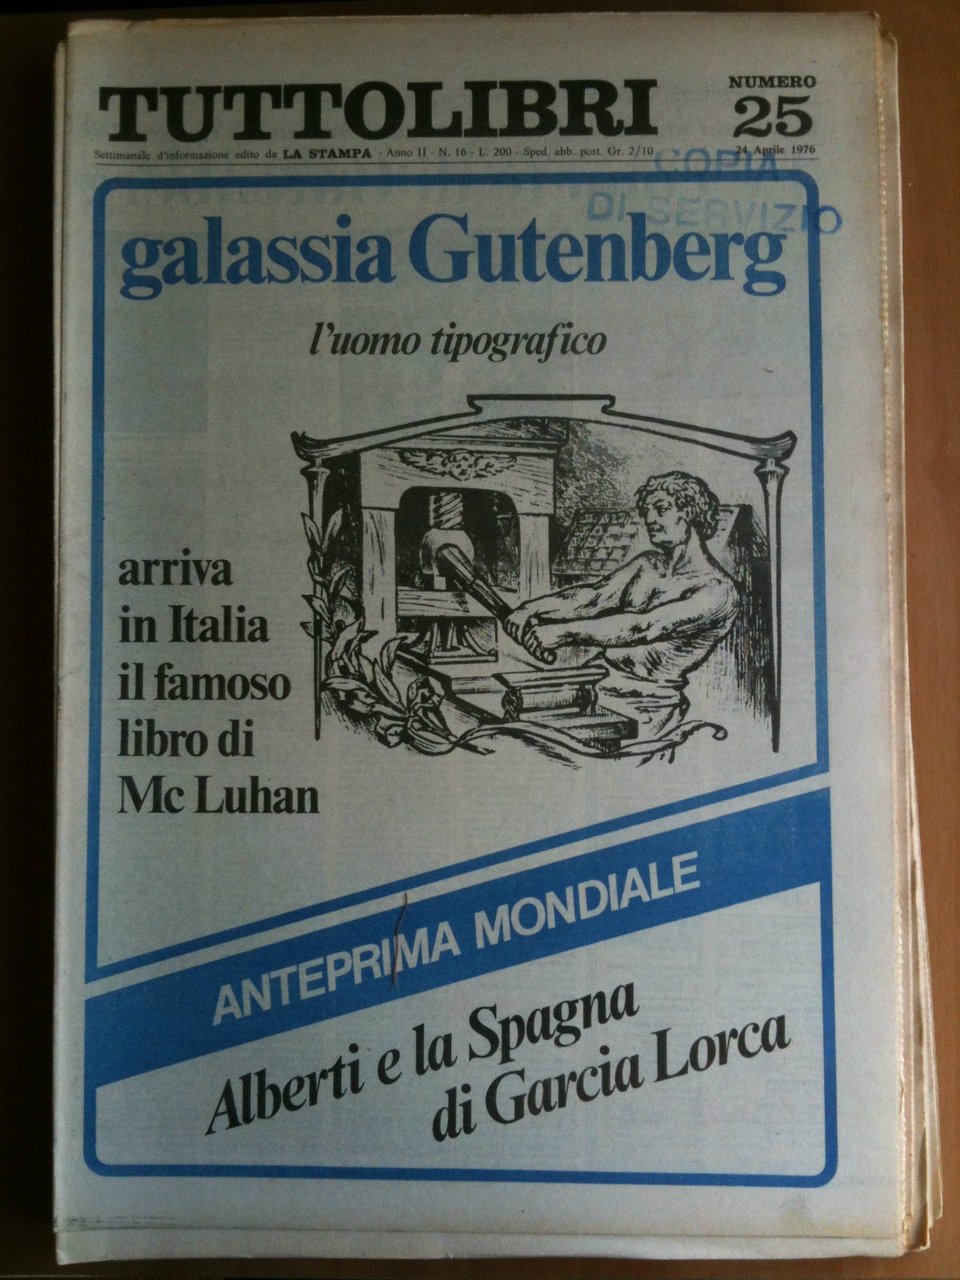 TUTTOLIBRI
NUMERO
25
Settimanale d'informazione edito da LA STAMPA - Anno II - N. 16 - L. 200 - Sped. abb. post. Gr. 2/10
24 Aprile 1976
COPIA
DI SERVIZIO
galassia Gutenberg
l'uomo tipografico
arriva
in Italia
il famoso
libro di
Mc Luhan
ANTEPRIMA MONDIALE
Alberti e la Spagna
di Garcia Lorca